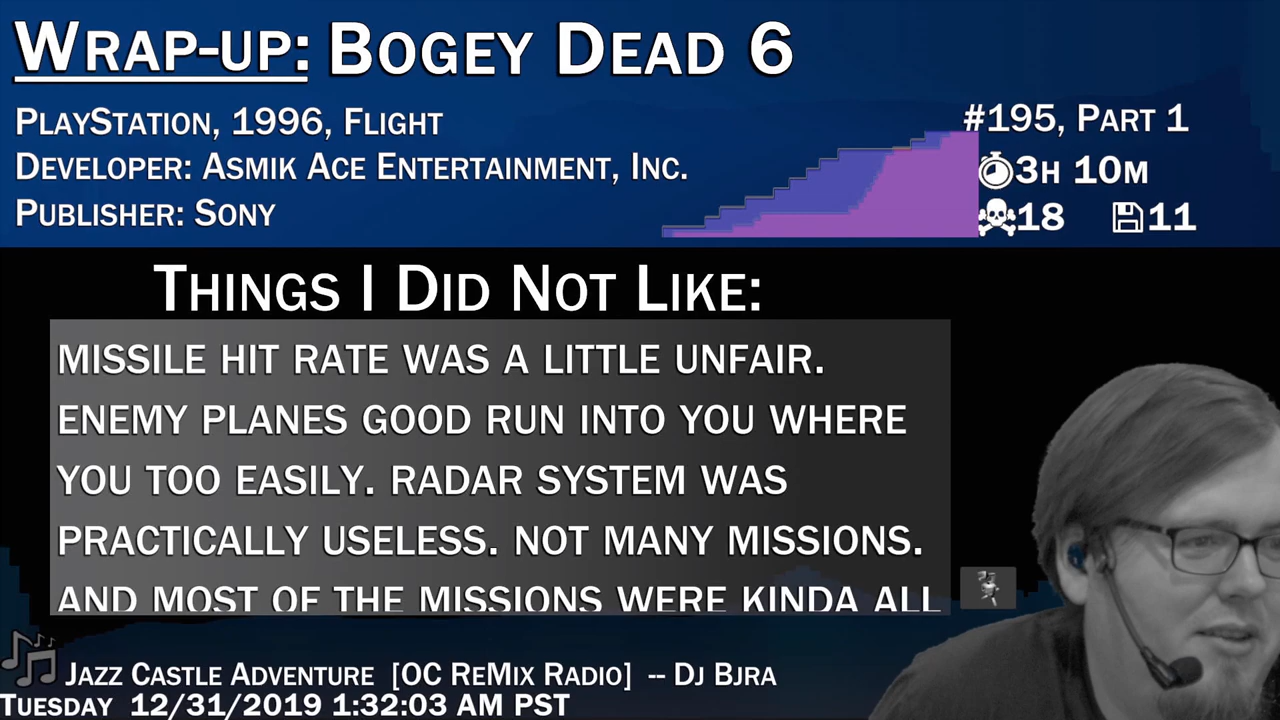 Wrap-up: Bogey Dead 6
PlayStation, 1996, Flight
#195, Part 1
Developer: Asmik Ace Entertainment, Inc.
3h 10m
Publisher: Sony
18 11
Things I Did Not Like:
MISSILE HIT RATE WAS A LITTLE UNFAIR.
ENEMY PLANES GOOD RUN INTO YOU WHERE
YOU TOO EASILY. RADAR SYSTEM WAS
PRACTICALLY USELESS. NOT MANY MISSIONS.
AND MOST OF THE MISSIONS WERE KINDA ALL
Jazz Castle Adventure [OC ReMix Radio] -- Dj Bjra
Tuesday 12/31/2019 1:32:03 AM PST